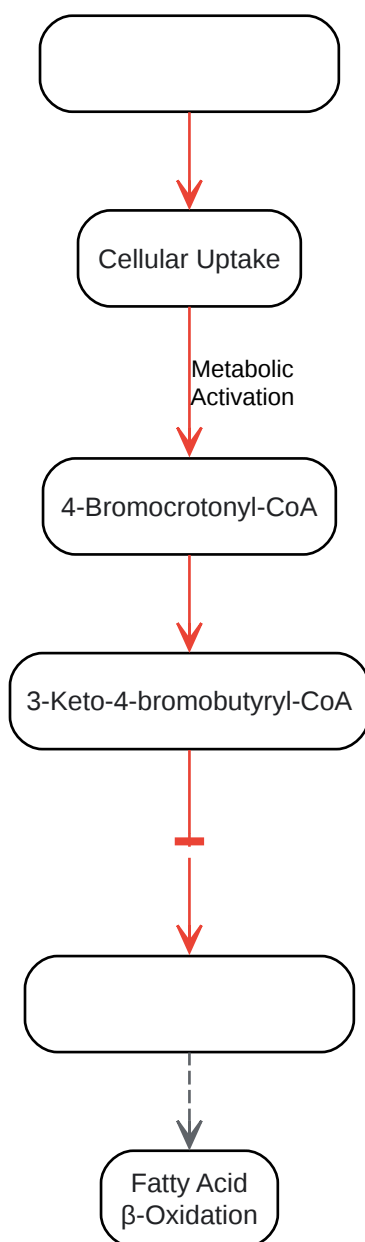 Cellular Uptake
Metabolic
Activation
4-Bromocrotonyl-CoA
3-Keto-4-bromobutyryl-CoA
Fatty Acid
β-Oxidation